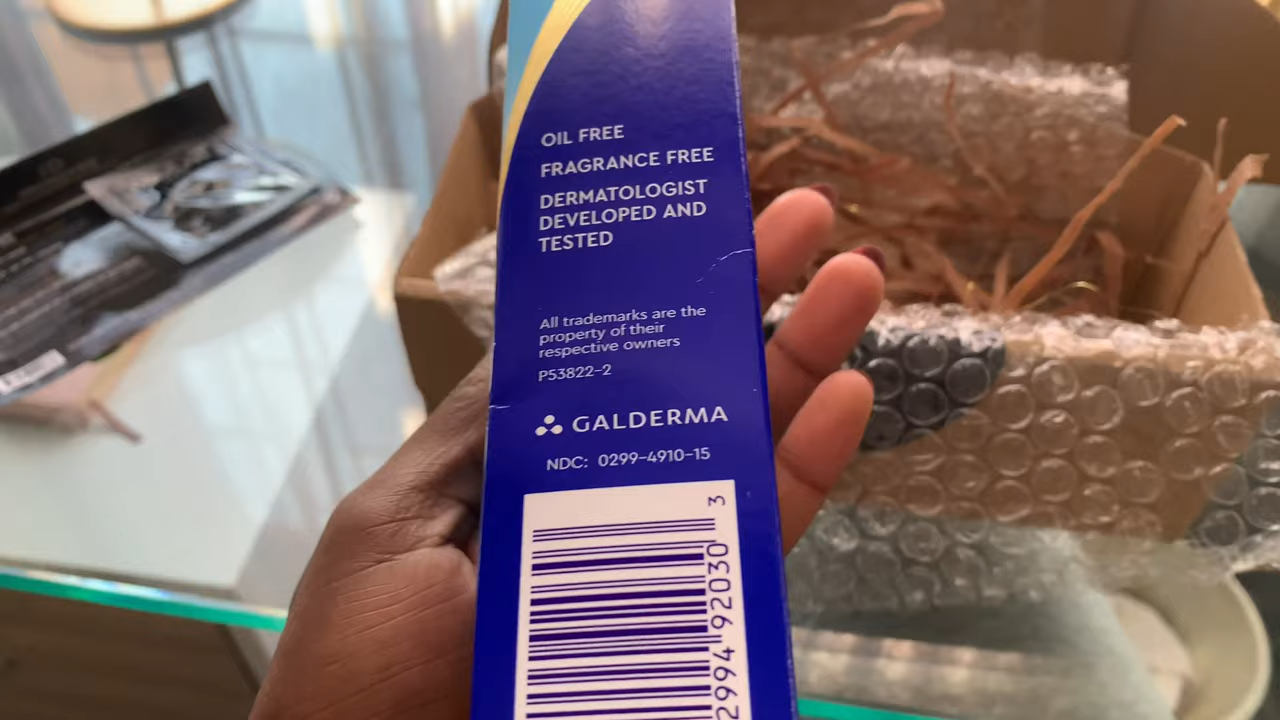 OIL FREE
FRAGRANCE FREE
DERMATOLOGIST
DEVELOPED AND
TESTED
All trademarks are the
property of their
respective owners
P53822-2
GALDERMA
NDC: 0299-4910-15
2994 92030 3